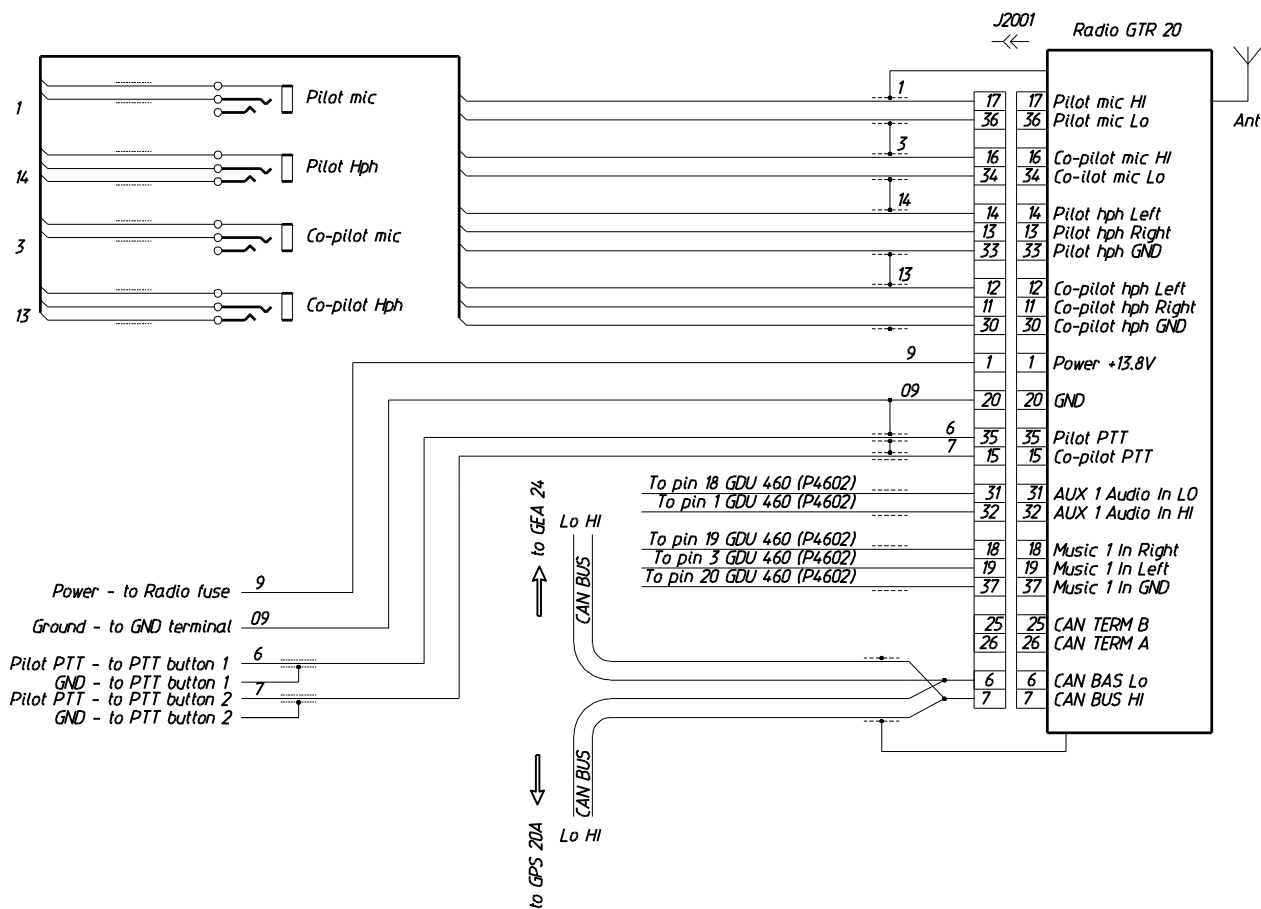 J2001
Radio GTR 20
Ant
1
Pilot mic
14
Pilot Hph
3
Co-pilot mic
13
Co-pilot Hph
1
17 17 Pilot mic HI
36 36 Pilot mic Lo
3
16 16 Co-pilot mic HI
34 34 Co-ilot mic Lo
14
14 14 Pilot hph Left
13 13 Pilot hph Right
33 33 Pilot hph GND
13
12 12 Co-pilot hph Left
11 11 Co-pilot hph Right
30 30 Co-pilot hph GND
9
1 1 Power +13.8V
09
20 20 GND
6
35 35 Pilot PTT
7
15 15 Co-pilot PTT
To pin 18 GDU 460 (P4602)
31 31 AUX 1 Audio In LO
To pin 1 GDU 460 (P4602)
32 32 AUX 1 Audio In HI
To pin 19 GDU 460 (P4602)
18 18 Music 1 In Right
To pin 3 GDU 460 (P4602)
19 19 Music 1 In Left
To pin 20 GDU 460 (P4602)
37 37 Music 1 In GND
25 25 CAN TERM B
26 26 CAN TERM A
6 6 CAN BAS Lo
7 7 CAN BUS HI
to GEA 24
Lo HI
CAN BUS
Power - to Radio fuse 9
Ground - to GND terminal 09
Pilot PTT - to PTT button 1 6
GND - to PTT button 1
Pilot PTT - to PTT button 2 7
GND - to PTT button 2
CAN BUS
Lo HI
to GPS 20A